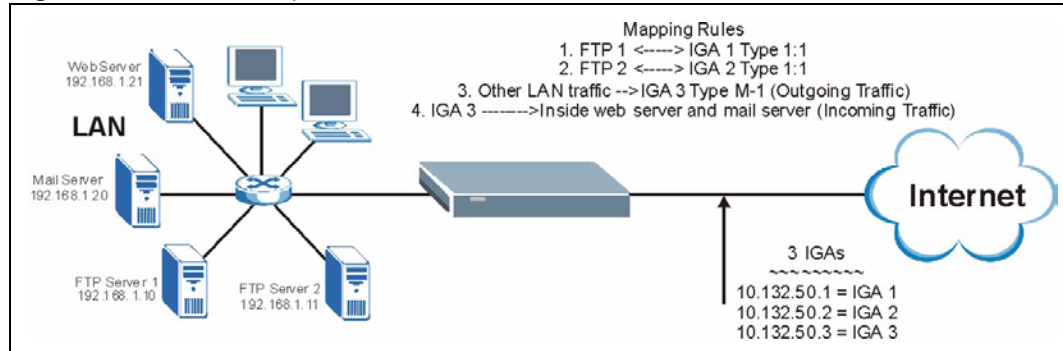 Mapping Rules
1. FTP 1 <-----> IGA 1 Type 1:1
2. FTP 2 <-----> IGA 2 Type 1:1
3. Other LAN traffic -->IGA 3 Type M-1 (Outgoing Traffic)
4. IGA 3 ------->Inside web server and mail server (Incoming Traffic)
Web Server
192.168.1.21
LAN
Mail Server
192.168.1.20
FTP Server 1
192.168.1.10
FTP Server 2
192.168.1.11
Internet
3 IGAs
~~~~~~~~~
10.132.50.1 = IGA 1
10.132.50.2 = IGA 2
10.132.50.3 = IGA 3